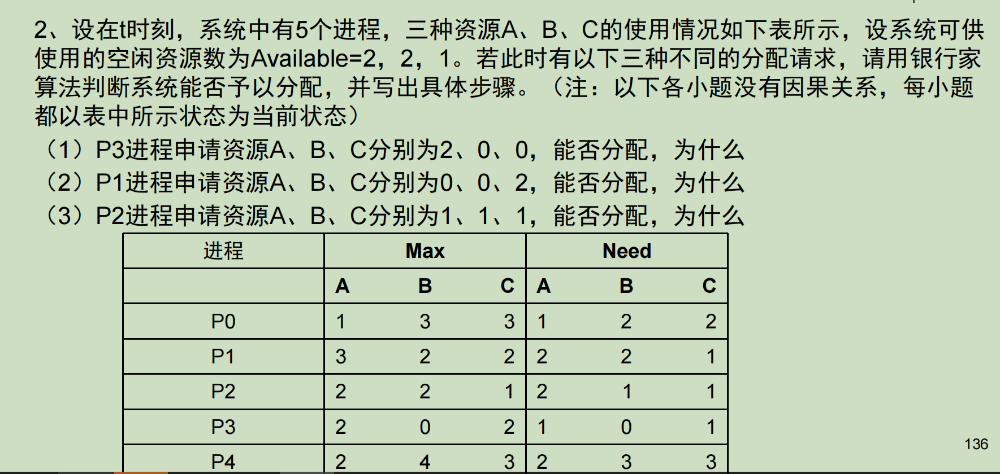 2、设在t时刻，系统中有5个进程，三种资源A、B、C的使用情况如下表所示，设系统可供
使用的空闲资源数为Available=2，2，1。若此时有以下三种不同的分配请求，请用银行家
算法判断系统能否予以分配，并写出具体步骤。（注：以下各小题没有因果关系，每小题
都以表中所示状态为当前状态）
（1）P3进程申请资源A、B、C分别为2、0、0，能否分配，为什么
（2）P1进程申请资源A、B、C分别为0、0、2，能否分配，为什么
（3）P2进程申请资源A、B、C分别为1、1、1，能否分配，为什么
进程 Max Need
A B C A B C
P0 1 3 3 1 2 2
P1 3 2 2 2 2 1
P2 2 2 1 2 1 1
P3 2 0 2 1 0 1
P4 2 4 3 2 3 3
136